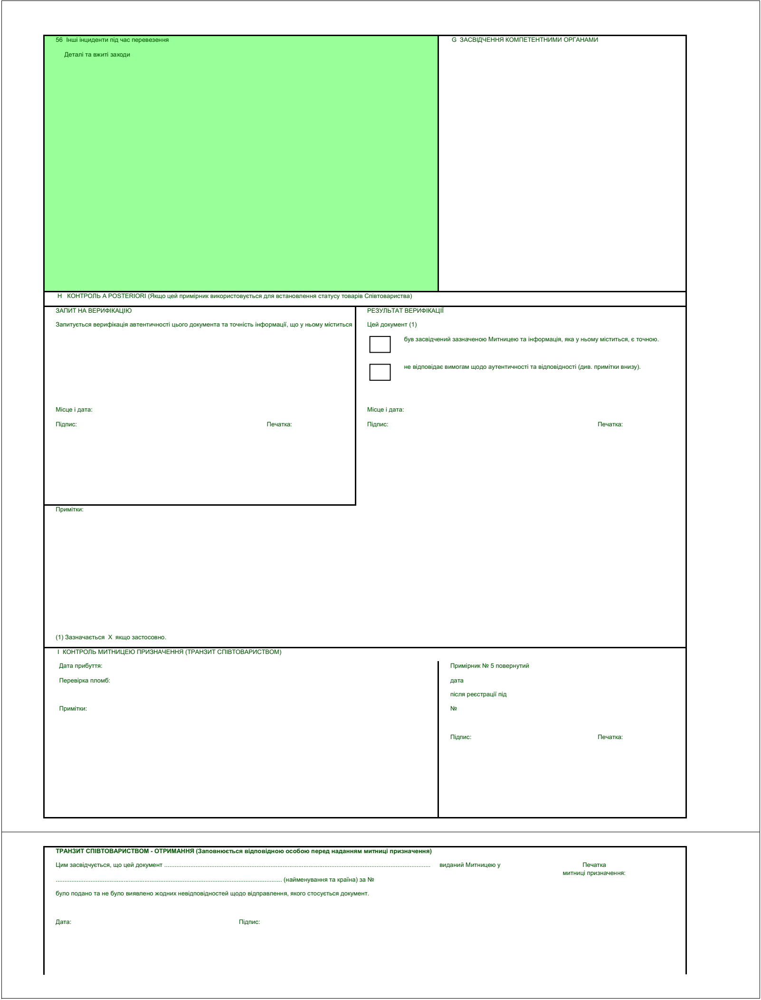 56 Інші інциденти під час перевезення
Деталі та вжиті заходи
G ЗАСВІДЧЕННЯ КОМПЕТЕНТНИМИ ОРГАНАМИ
H КОНТРОЛЬ A POSTERIORI (Якщо цей примірник використовується для встановлення статусу товарів Співтовариства)
ЗАПИТ НА ВЕРИФІКАЦІЮ
Запитується верифікація автентичності цього документа та точність інформації, що у ньому міститься
Місце і дата:
Підпис: Печатка:
РЕЗУЛЬТАТ ВЕРИФІКАЦІЇ
Цей документ (1)
був засвідчений зазначеною Митницею та інформація, яка у ньому міститься, є точною.
не відповідає вимогам щодо аутентичності та відповідності (див. примітки внизу).
Місце і дата:
Підпис: Печатка:
Примітки:
(1) Зазначається X якщо застосовно.
I КОНТРОЛЬ МИТНИЦЕЮ ПРИЗНАЧЕННЯ (ТРАНЗИТ СПІВТОВАРИСТВОМ)
Дата прибуття:
Перевірка пломб:
Примітки:
Примірник № 5 повернутий
дата
після реєстрації під
№
Підпис: Печатка:
ТРАНЗИТ СПІВТОВАРИСТВОМ - ОТРИМАННЯ (Заповнюється відповідною особою перед наданням митниці призначення)
Цим засвідчується, що цей документ ........................................................................................................................................................ виданий Митницею у
................................................................................................................................. (найменування та країна) за №
було подано та не було виявлено жодних невідповідностей щодо відправлення, якого стосується документ.
Печатка
митниці призначення:
Дата: Підпис: